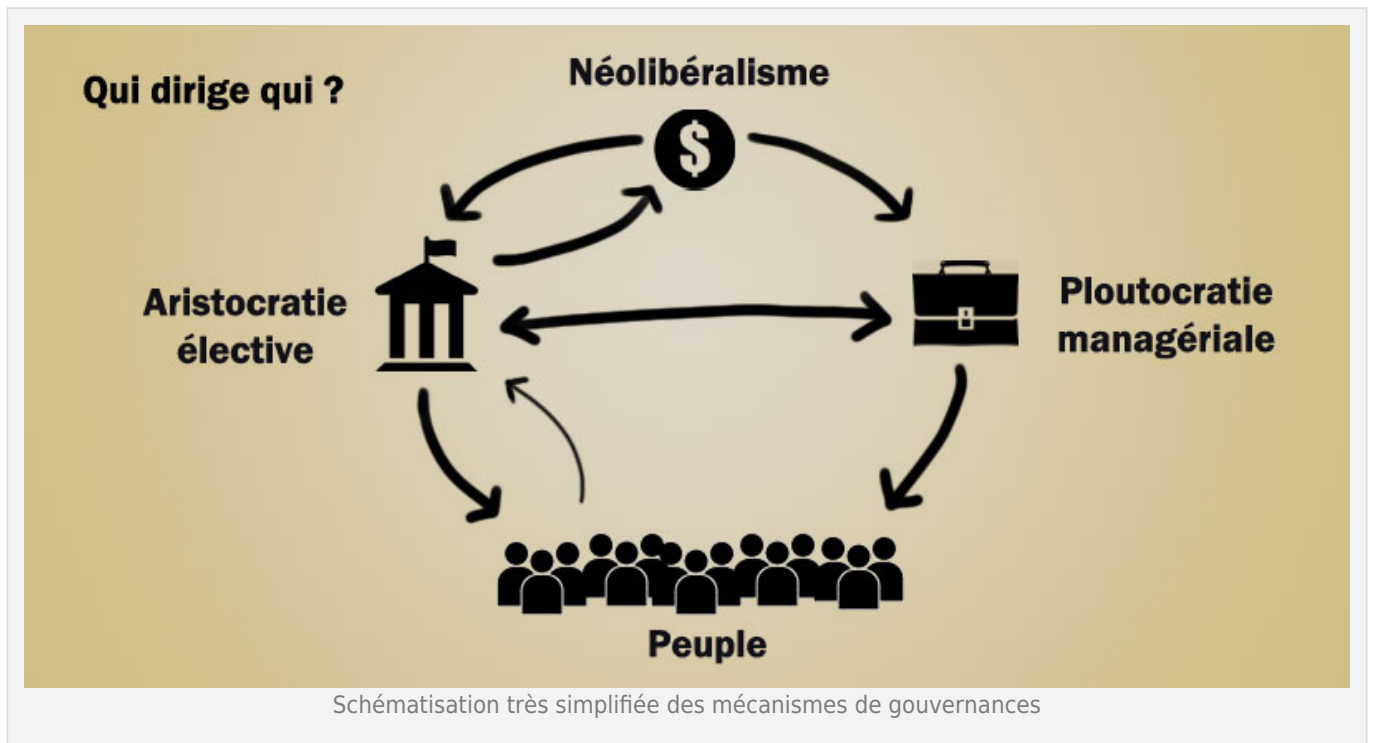 Qui dirige qui ?
Néolibéralisme
$
Aristocratie
élective
Ploutocratie
managériale
Peuple
Schématisation très simplifiée des mécanismes de gouvernances